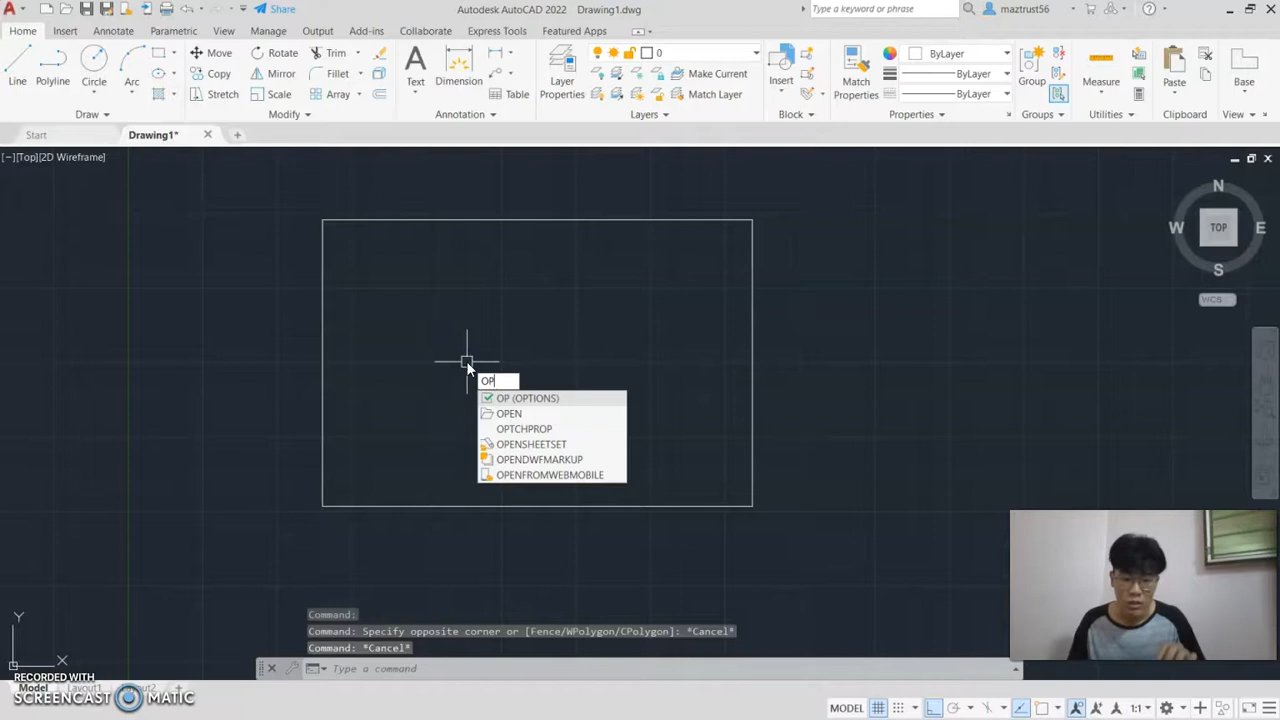 Share
Autodesk AutoCAD 2022 Drawing1.dwg
Type a keyword or phrase
maztrust56
Home Insert Annotate Parametric View Manage Output Add-ins Collaborate Express Tools Featured Apps
Line Polyline Circle Arc
Move Rotate Trim
Copy Mirror Fillet
Stretch Scale Array
Text Dimension Table
Layer Properties
0
Make Current
Match Layer
Insert
Match Properties
ByLayer
ByLayer
ByLayer
Group
Measure
Paste
Base
Draw Modify Annotation Layers Block Properties Groups Utilities Clipboard View
Start Drawing1*
[−][Top][2D Wireframe]
N
W TOP E
S
WCS
OP
OP (OPTIONS)
OPEN
OPTCHPROP
OPENSHEETSET
OPENDWFMARKUP
OPENFROMWEBMOBILE
Command:
Command: Specify opposite corner or [Fence/WPolygon/CPolygon]: *Cancel*
Command: *Cancel*
Type a command
Y
X
RECORDED WITH
SCREENCAST MATIC
Model Layout1
MODEL 1:1